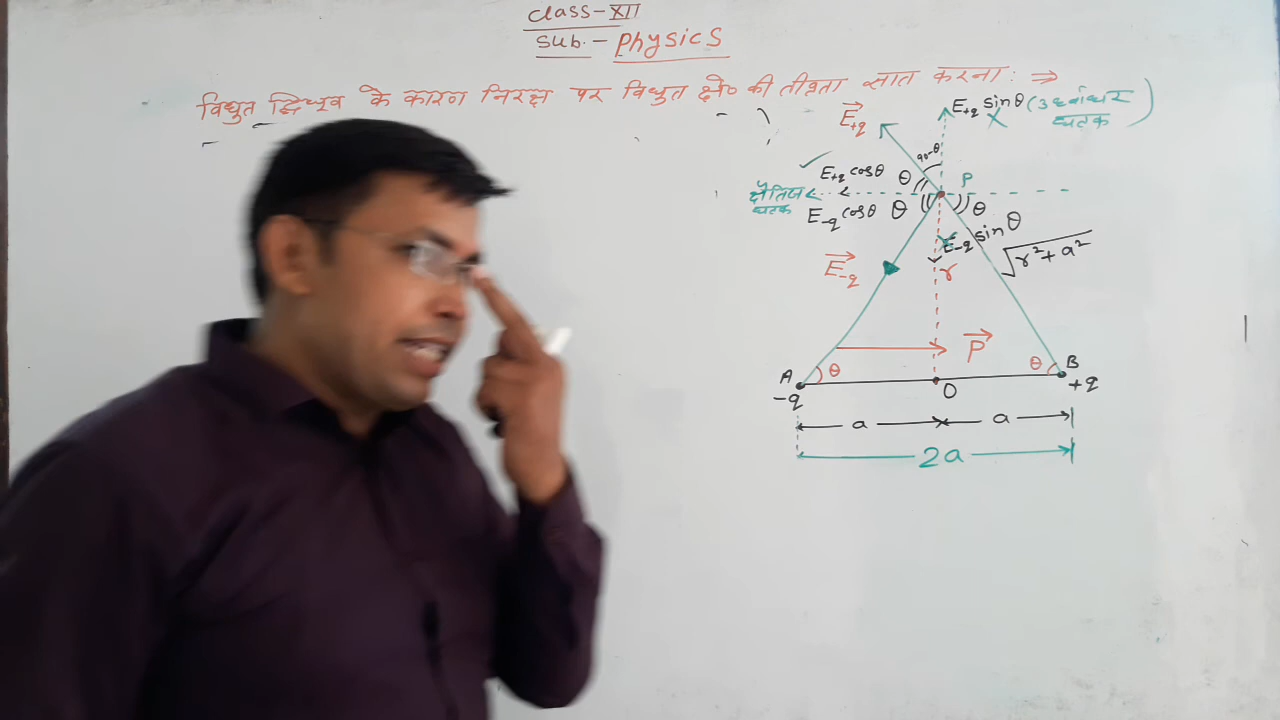 Class-XII
Sub.- Physics
विद्युत द्विध्रुव के कारण निरक्ष पर विद्युत क्षे० की तीव्रता ज्ञात करना: ⇒
E+q
E+q sinθ (उर्ध्वाधर
घटक)
X
90-θ
E+q cosθ
θ
P
क्षैतिज
घटक
E-q cosθ
θ
θ
E-q sinθ
√r²+a²
E-q
r
P
A
θ
θ
B
-q
O
+q
a
a
2a